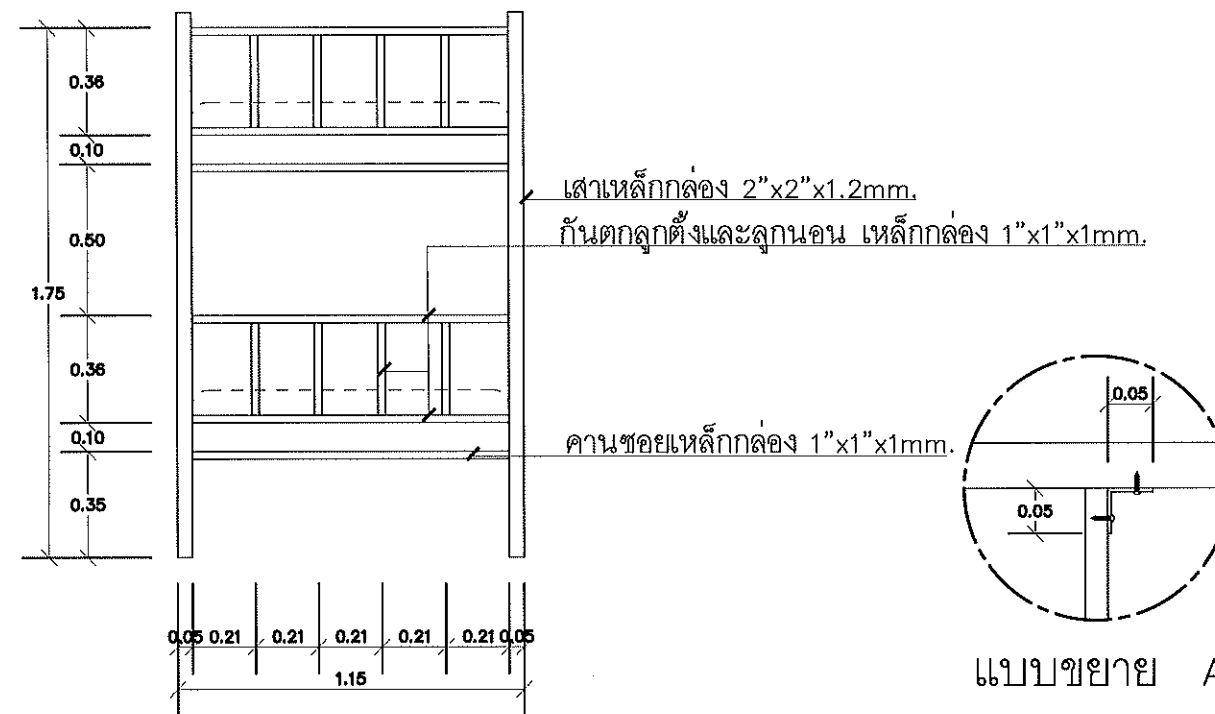 0.36
0.10
0.50
1.75
0.36
0.10
0.35
0.05 0.21 0.21 0.21 0.21 0.21 0.05
1.15
เสาเหล็กกล่อง 2"x2"x1.2mm.
กันตกลูกตั้งและลูกนอน เหล็กกล่อง 1"x1"x1mm.
คานซอยเหล็กกล่อง 1"x1"x1mm.
0.05
0.05
แบบขยาย A